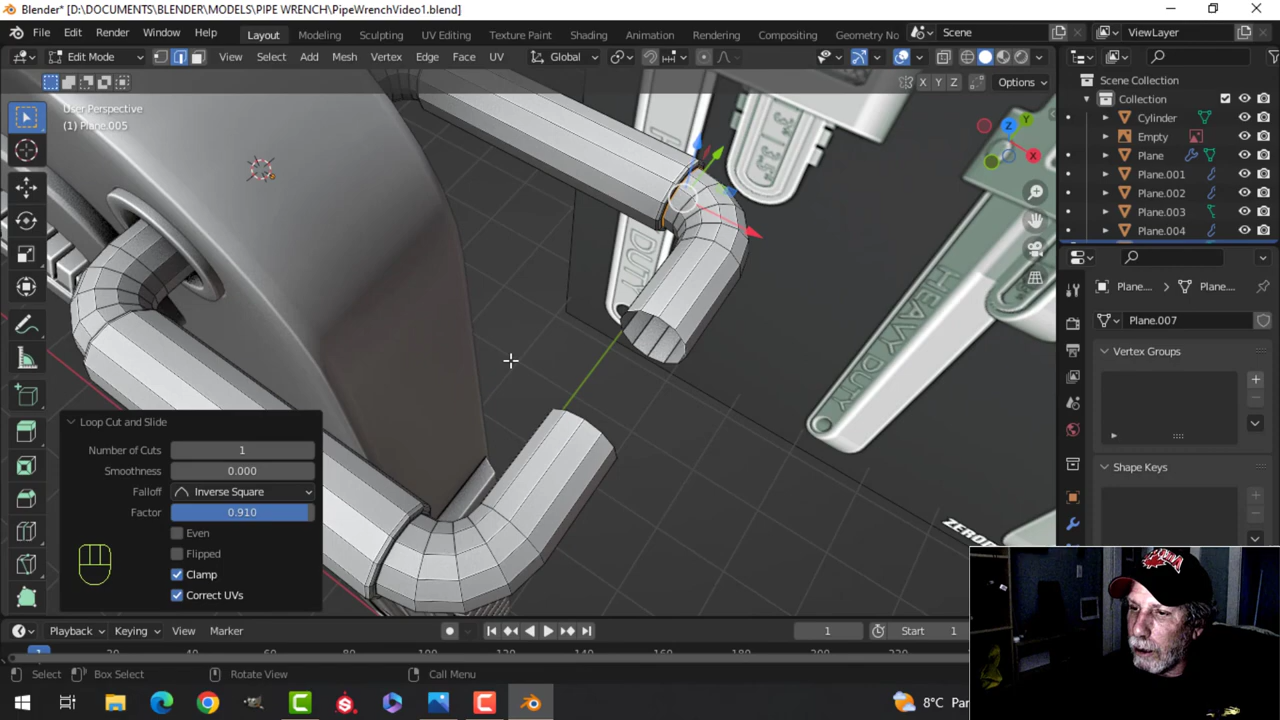 Blender* [D:\DOCUMENTS\BLENDER\MODELS\PIPE WRENCH\PipeWrenchVideo1.blend]
File Edit Render Window Help Layout Modeling Sculpting UV Editing Texture Paint Shading Animation Rendering Compositing Geometry No Scene ViewLayer
Edit Mode View Select Add Mesh Vertex Edge Face UV Global
X Y Z Options
User Perspective
(1) Plane.005
Scene Collection
Collection
Cylinder
Empty
Plane
Plane.001
Plane.002
Plane.003
Plane.004
Z
Y
X
3/4"
DUTY
HEAVY DUTY
Plane.... Plane....
Plane.007
Vertex Groups
Shape Keys
Loop Cut and Slide
Number of Cuts 1
Smoothness 0.000
Falloff Inverse Square
Factor 0.910
Even
Flipped
Clamp
Correct UVs
Playback Keying View Marker 1 Start 1
Select Box Select Rotate View Call Menu
8°C